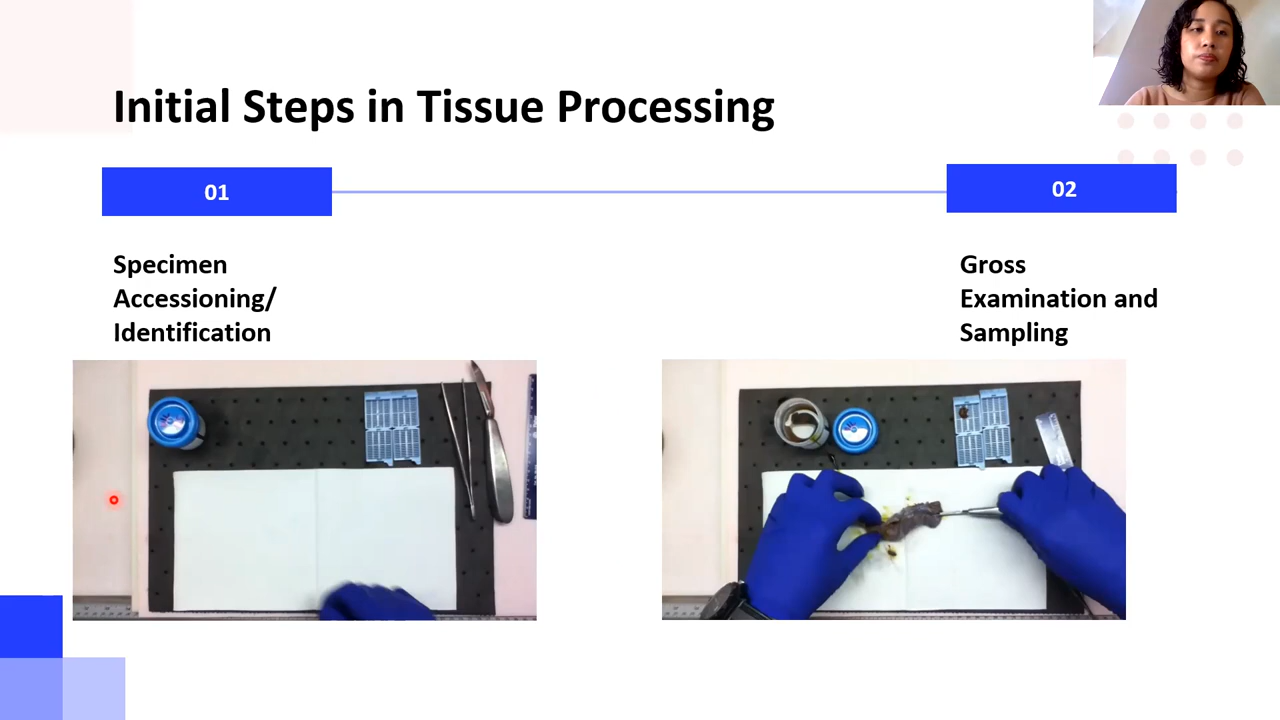 Initial Steps in Tissue Processing
01
02
Specimen
Accessioning/
Identification
Gross
Examination and
Sampling